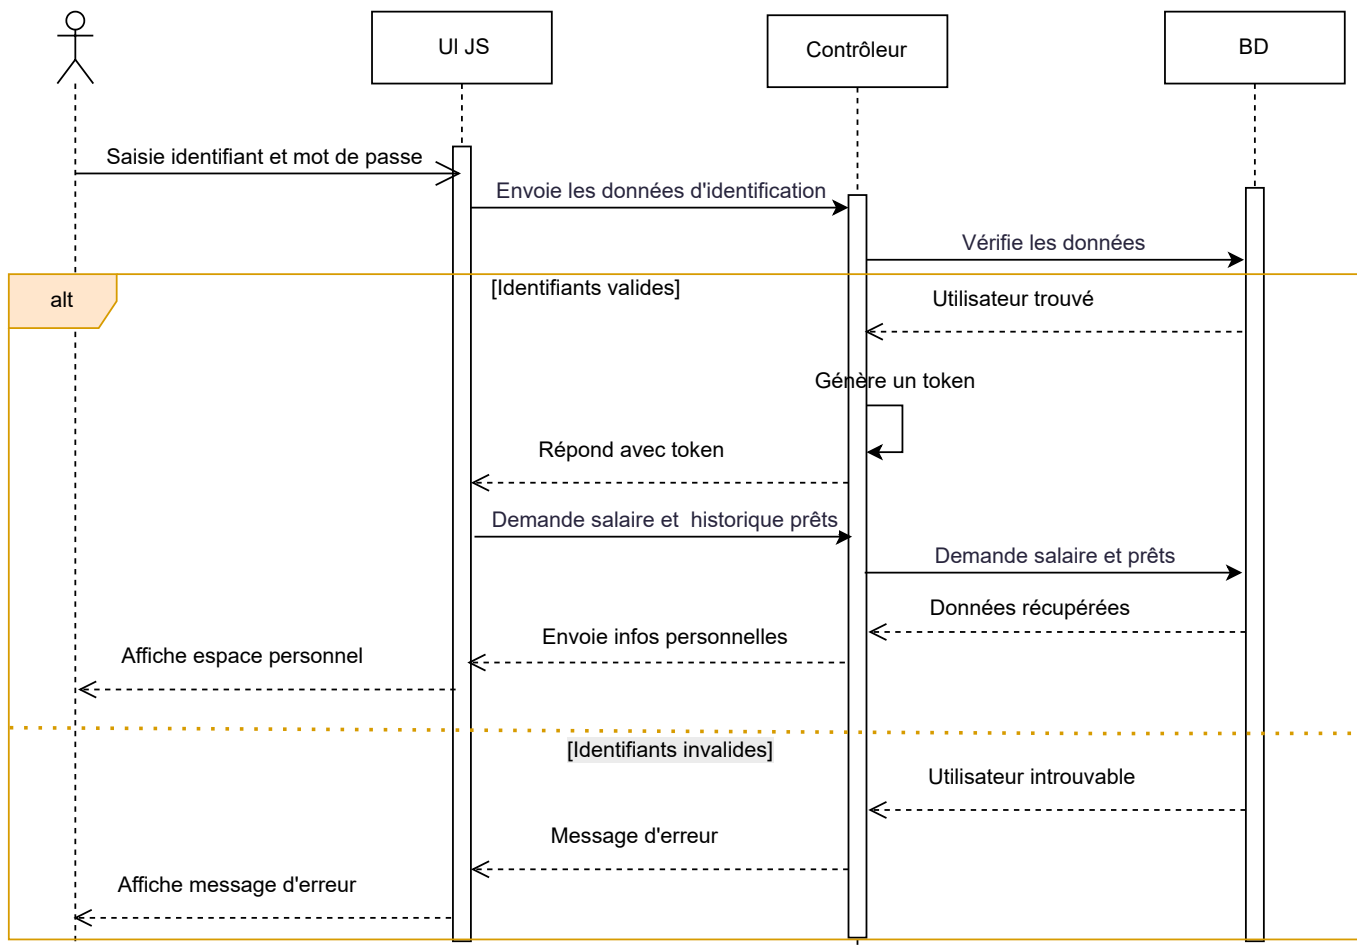 UI JS
Contrôleur
BD
Saisie identifiant et mot de passe
Envoie les données d'identification
Vérifie les données
alt
[Identifiants valides]
Utilisateur trouvé
Génère un token
Répond avec token
Demande salaire et  historique prêts
Demande salaire et prêts
Données récupérées
Envoie infos personnelles
Affiche espace personnel
[Identifiants invalides]
Utilisateur introuvable
Message d'erreur
Affiche message d'erreur